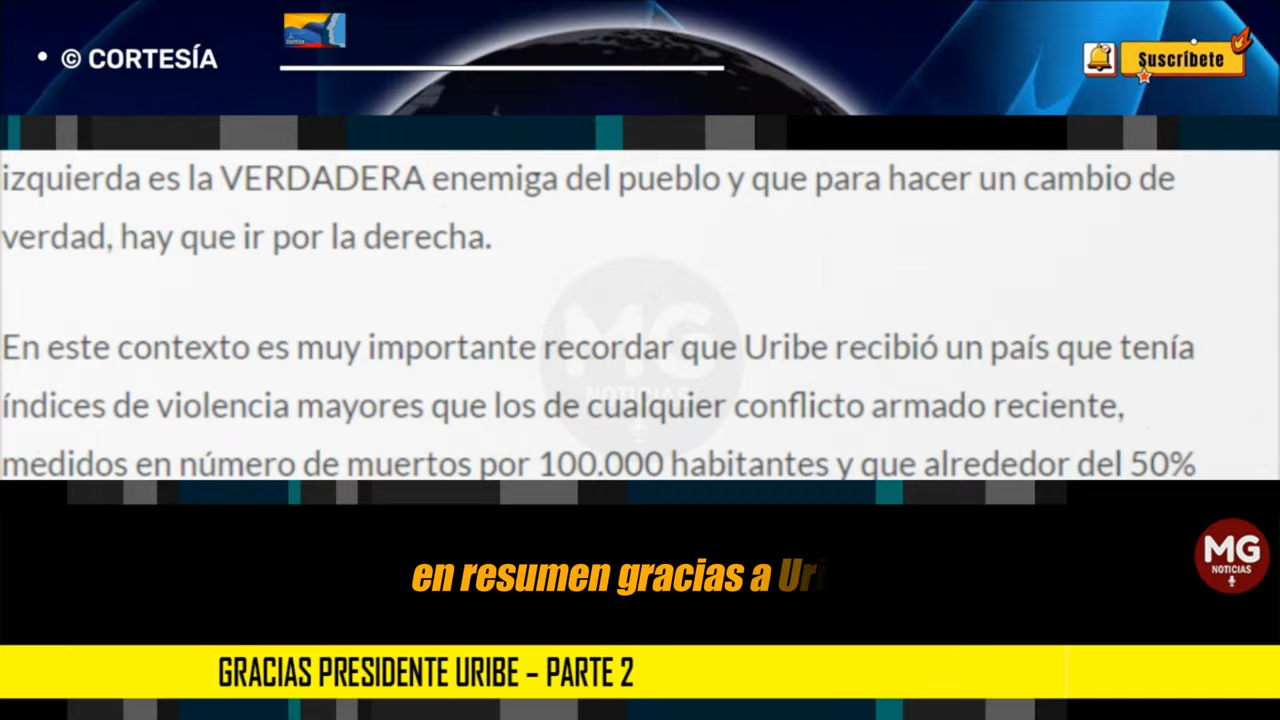 • © CORTESÍA
Suscríbete
izquierda es la VERDADERA enemiga del pueblo y que para hacer un cambio de
verdad, hay que ir por la derecha.
En este contexto es muy importante recordar que Uribe recibió un país que tenía
índices de violencia mayores que los de cualquier conflicto armado reciente,
medidos en número de muertos por 100.000 habitantes y que alrededor del 50%
MG
NOTICIAS
en resumen gracias a Uri
MG
NOTICIAS
GRACIAS PRESIDENTE URIBE – PARTE 2